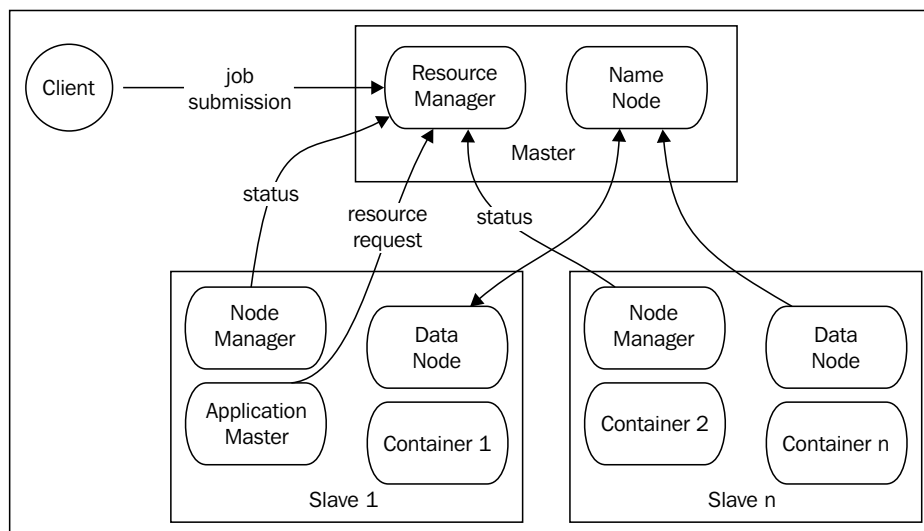 Client
job
submission
Resource
Manager
Name
Node
Master
status
resource
request
status
Node
Manager
Data
Node
Application
Master
Container 1
Slave 1
Node
Manager
Data
Node
Container 2
Container n
Slave n